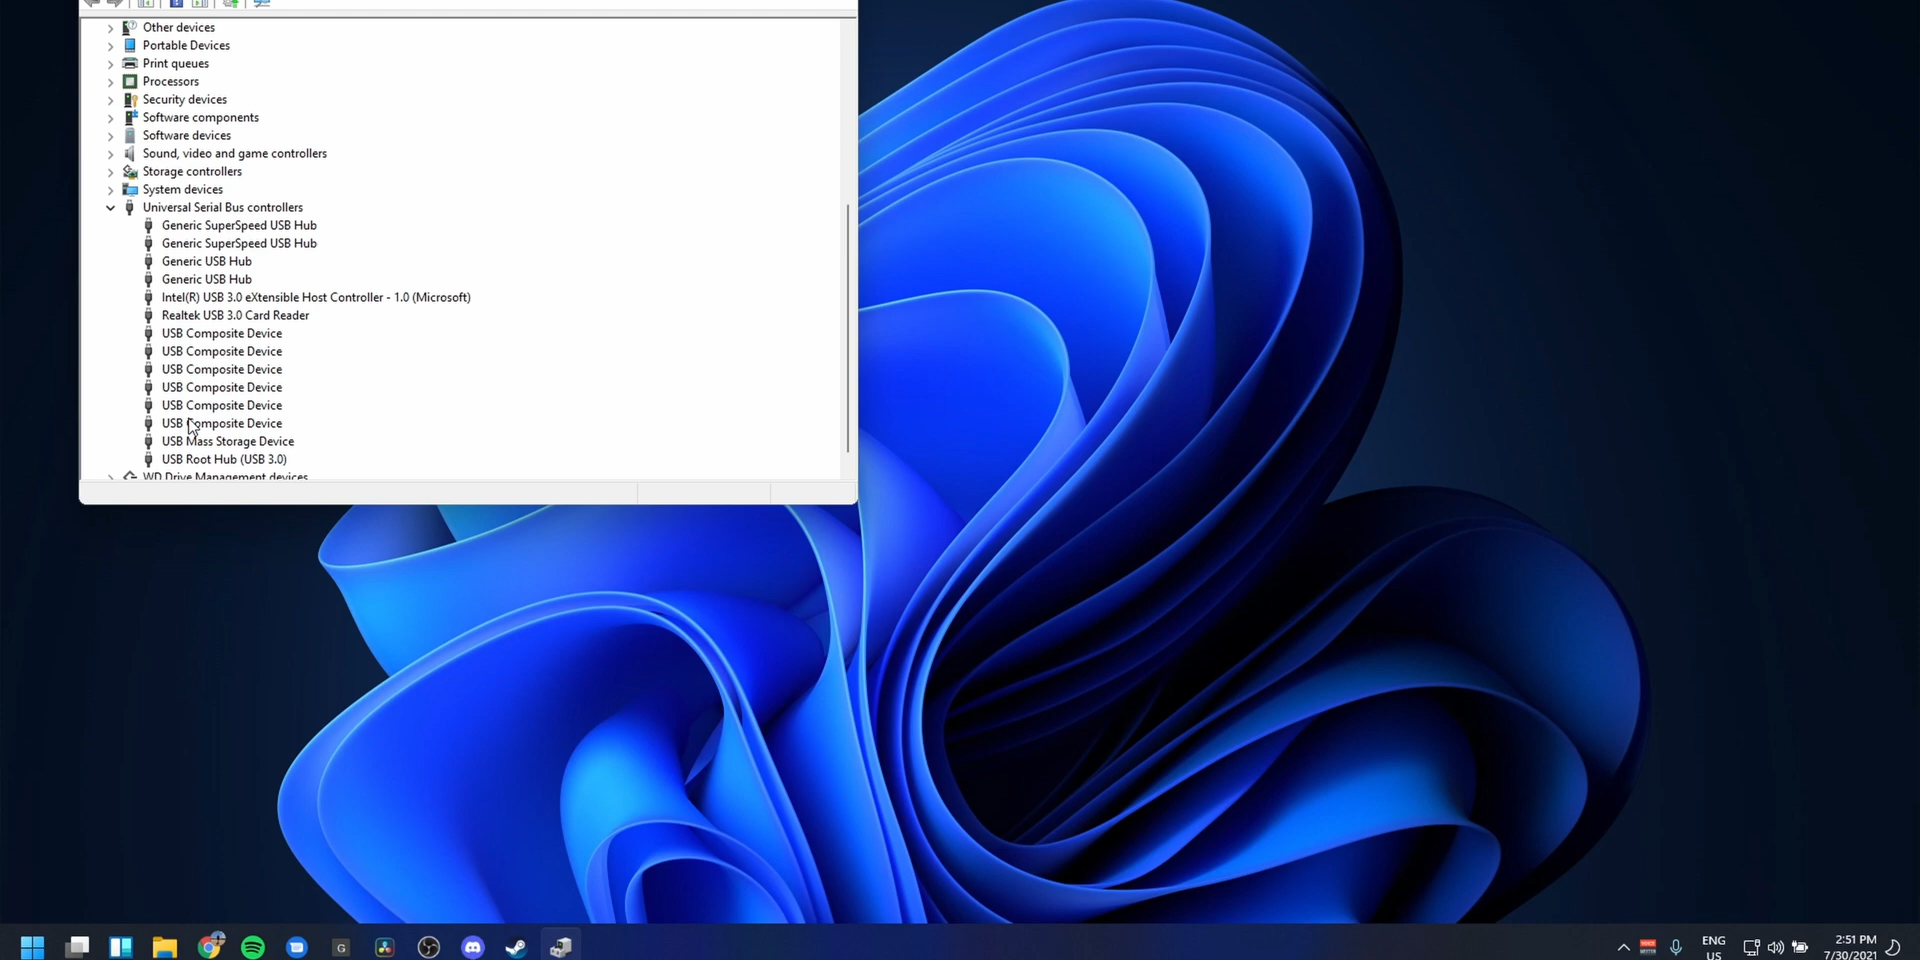 Other devices
Portable Devices
Print queues
Processors
Security devices
Software components
Software devices
Sound, video and game controllers
Storage controllers
System devices
Universal Serial Bus controllers
Generic SuperSpeed USB Hub
Generic SuperSpeed USB Hub
Generic USB Hub
Generic USB Hub
Intel(R) USB 3.0 eXtensible Host Controller - 1.0 (Microsoft)
Realtek USB 3.0 Card Reader
USB Composite Device
USB Composite Device
USB Composite Device
USB Composite Device
USB Composite Device
USB Composite Device
USB Mass Storage Device
USB Root Hub (USB 3.0)
WD Drive Management devices
G
ENG
US
2:51 PM
7/30/2021